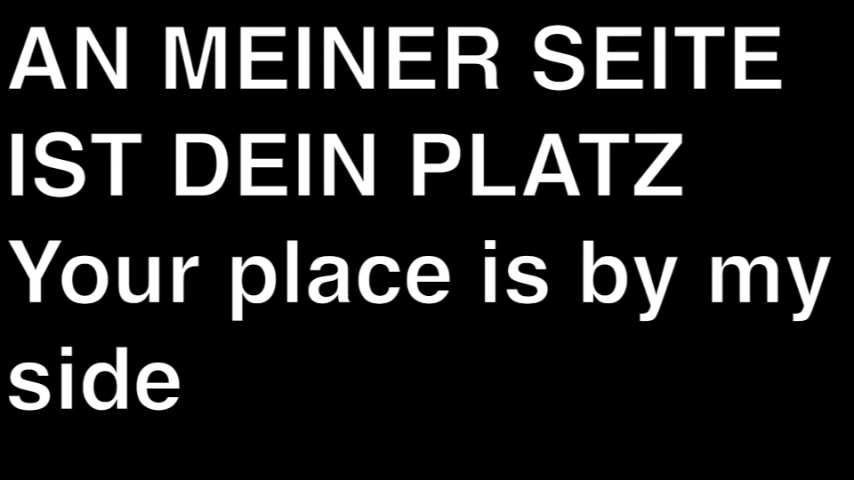 AN MEINER SEITE
IST DEIN PLATZ
Your place is by my
side